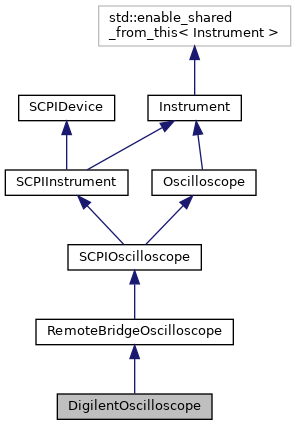 std::enable_shared
_from_this< Instrument >
SCPIDevice
Instrument
SCPIInstrument
Oscilloscope
SCPIOscilloscope
RemoteBridgeOscilloscope
DigilentOscilloscope